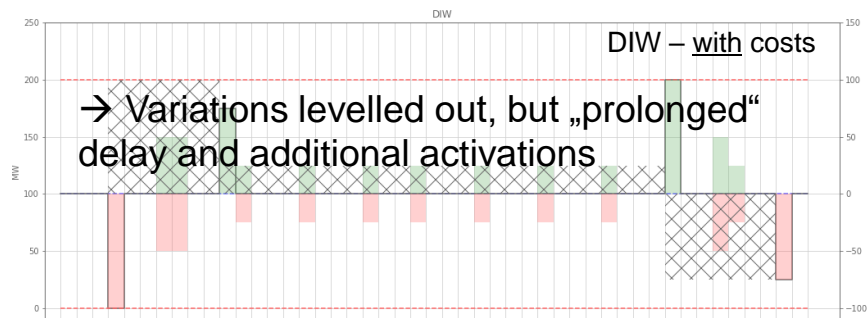 DIW
250
150
DIW – with costs
200
100
→ Variations levelled out, but „prolonged“
150
50
delay and additional activations
MW
100
0
50
−50
0
−100